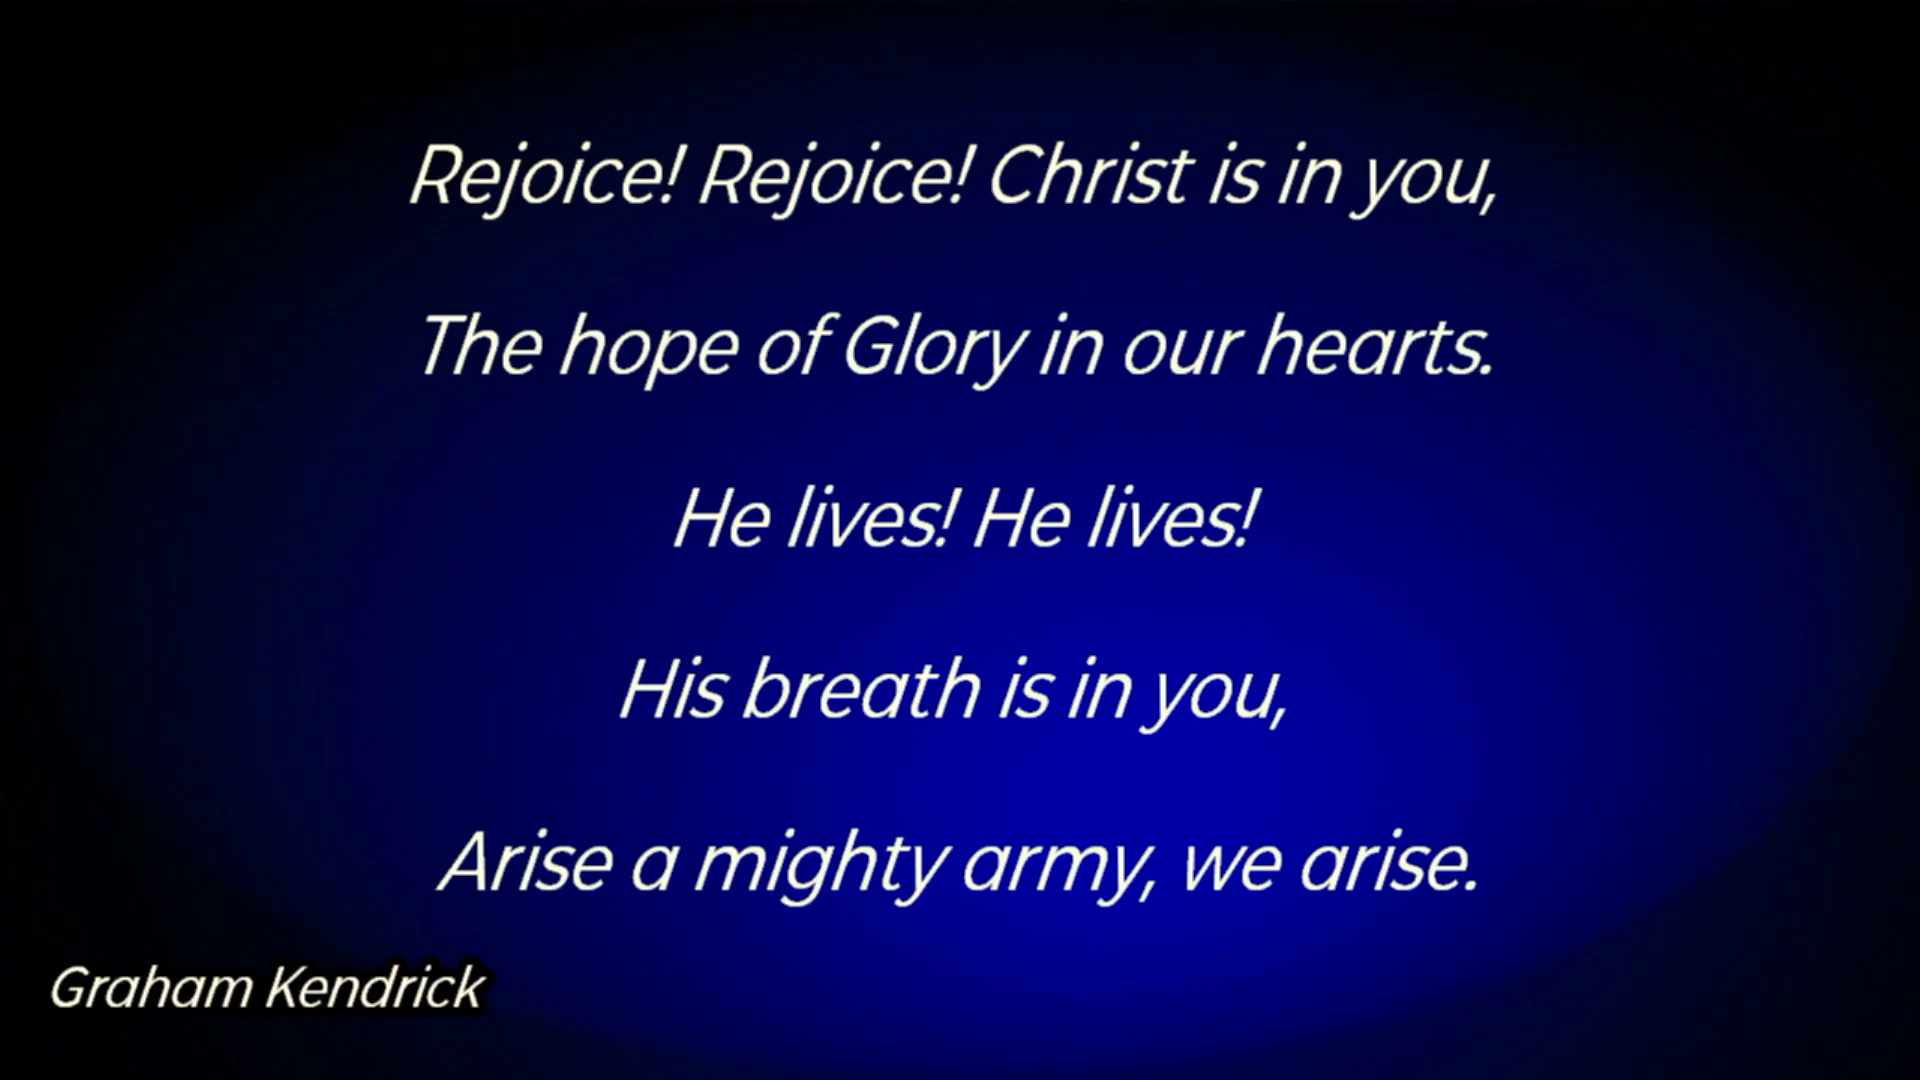 Rejoice! Rejoice! Christ is in you,
The hope of Glory in our hearts.
He lives! He lives!
His breath is in you,
Arise a mighty army, we arise.
Graham Kendrick